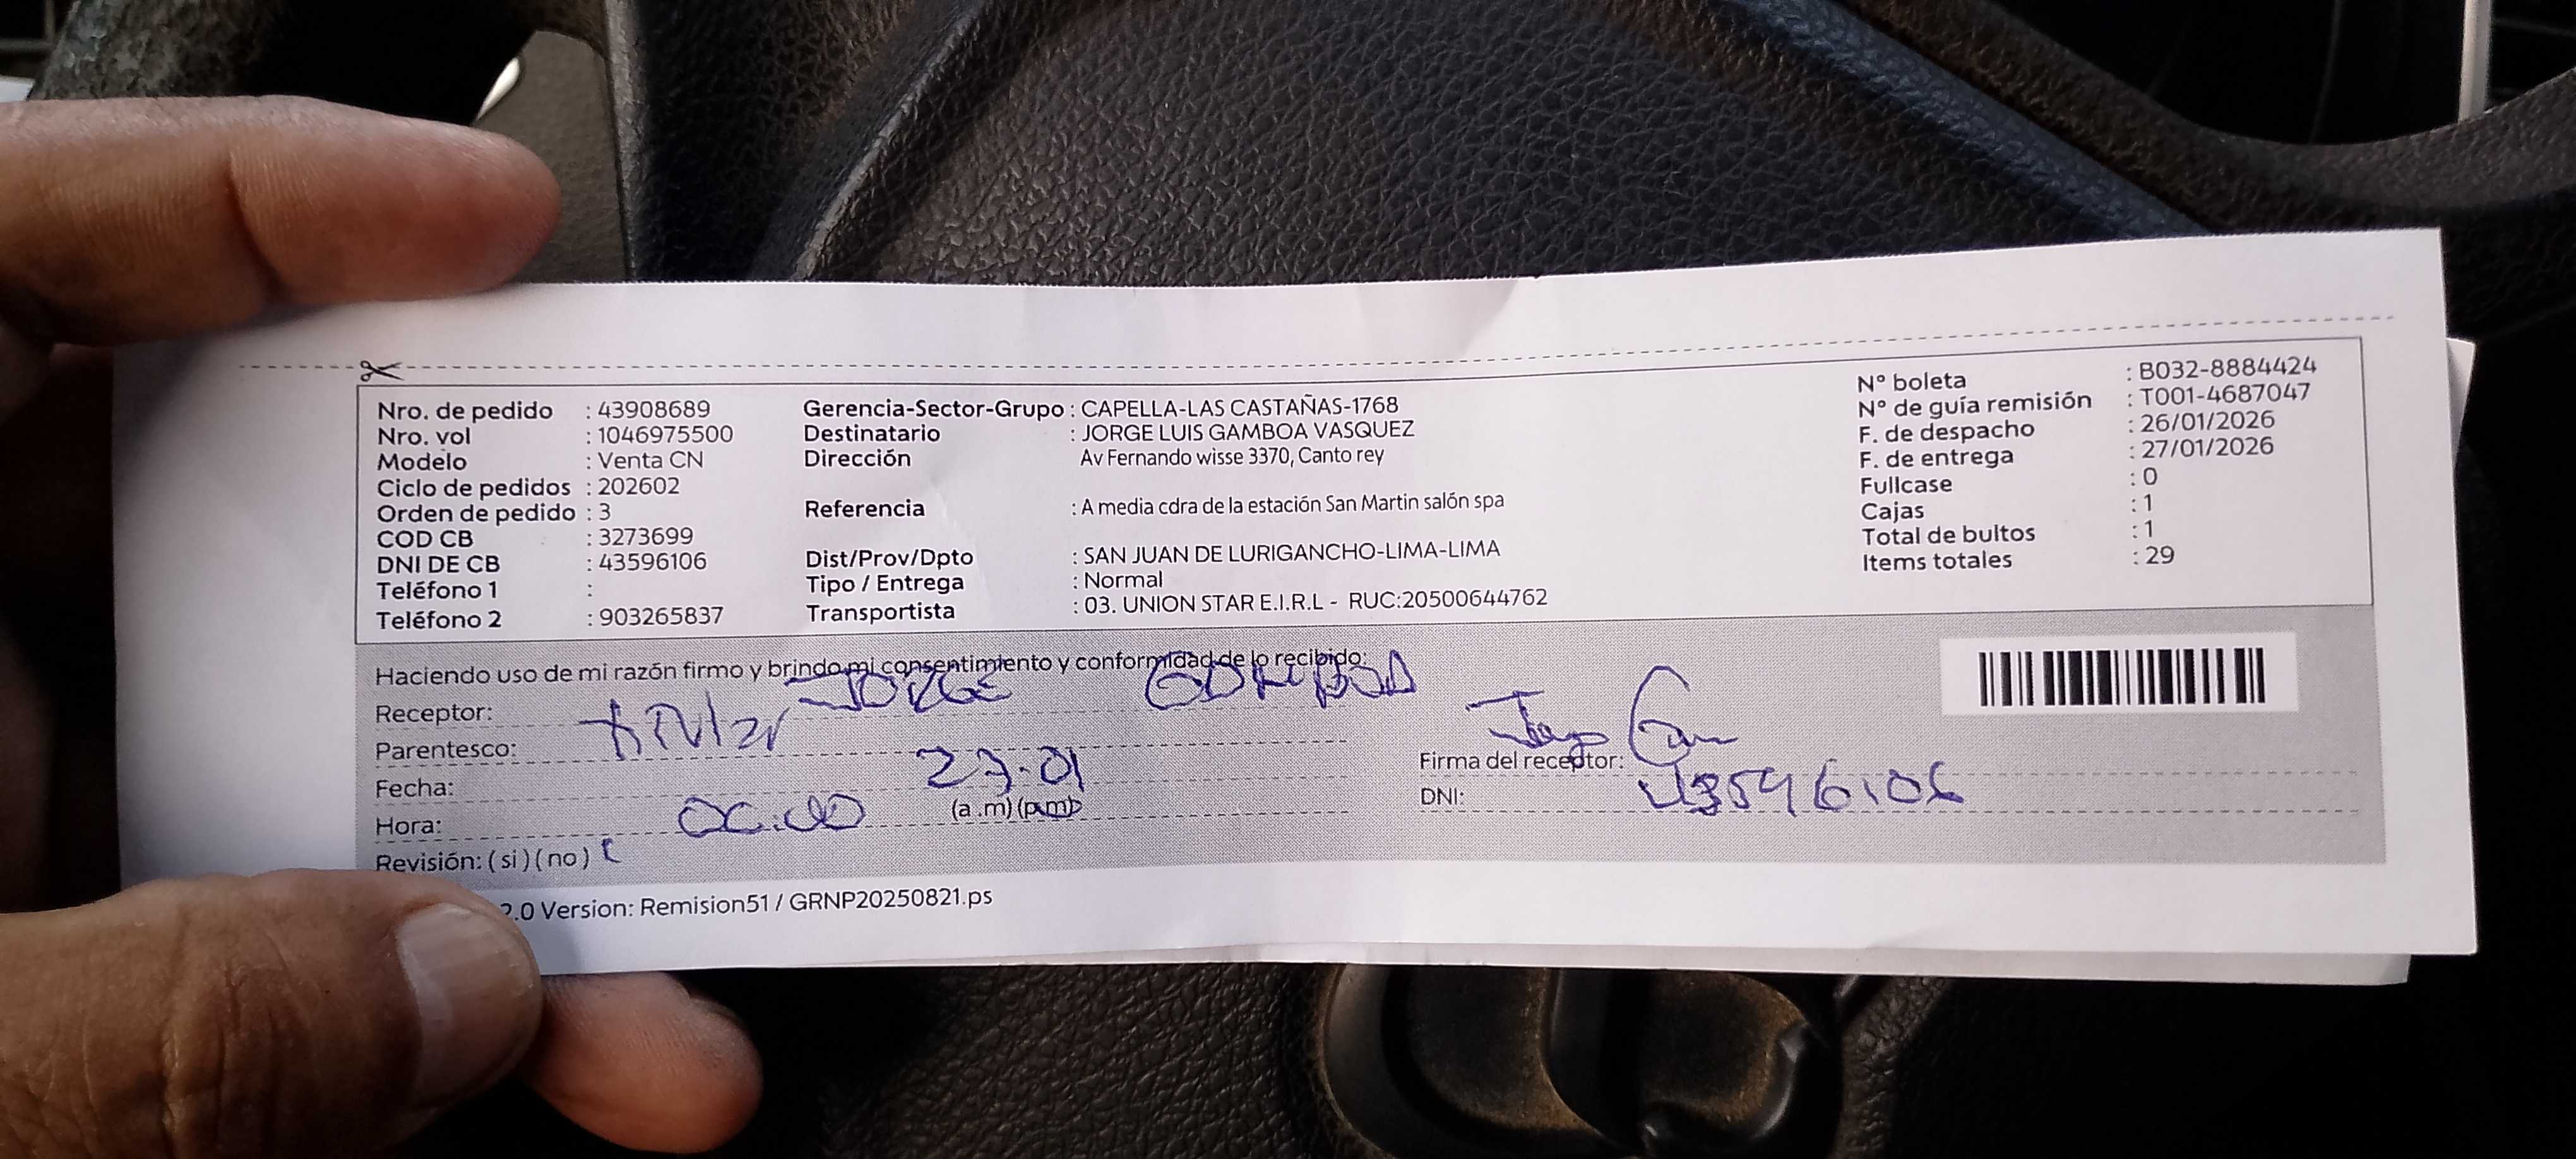 Nro. de pedido : 43908689
Nro. vol : 1046975500
Modelo : Venta CN
Ciclo de pedidos : 202602
Orden de pedido : 3
COD CB : 3273699
DNI DE CB : 43596106
Teléfono 1 :
Teléfono 2 : 903265837
Gerencia-Sector-Grupo : CAPELLA-LAS CASTAÑAS-1768
Destinatario : JORGE LUIS GAMBOA VASQUEZ
Dirección Av Fernando wisse 3370, Canto rey
Referencia : A media cdra de la estación San Martin salón spa
Dist/Prov/Dpto : SAN JUAN DE LURIGANCHO-LIMA-LIMA
Tipo / Entrega : Normal
Transportista : 03. UNION STAR E.I.R.L - RUC:20500644762
N° boleta : B032-8884424
N° de guía remisión : T001-4687047
F. de despacho : 26/01/2026
F. de entrega : 27/01/2026
Fullcase : 0
Cajas : 1
Total de bultos : 1
Items totales : 29
Haciendo uso de mi razón firmo y brindo mi consentimiento y conformidad de lo recibido:
Receptor: JORGE GAMBOA
Parentesco:
Fecha: 27-01
Hora: (a.m) (p.m)
Revisión: (si) (no)
Firma del receptor:
DNI: 43596106
2.0 Version: Remision51 / GRNP20250821.ps